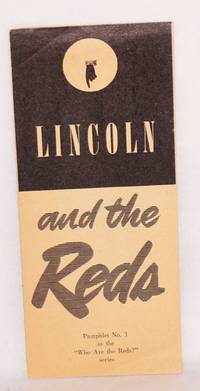 LINCOLN
and the
Reds
Pamphlet No. 1
in the
"Who Are the Reds?"
series